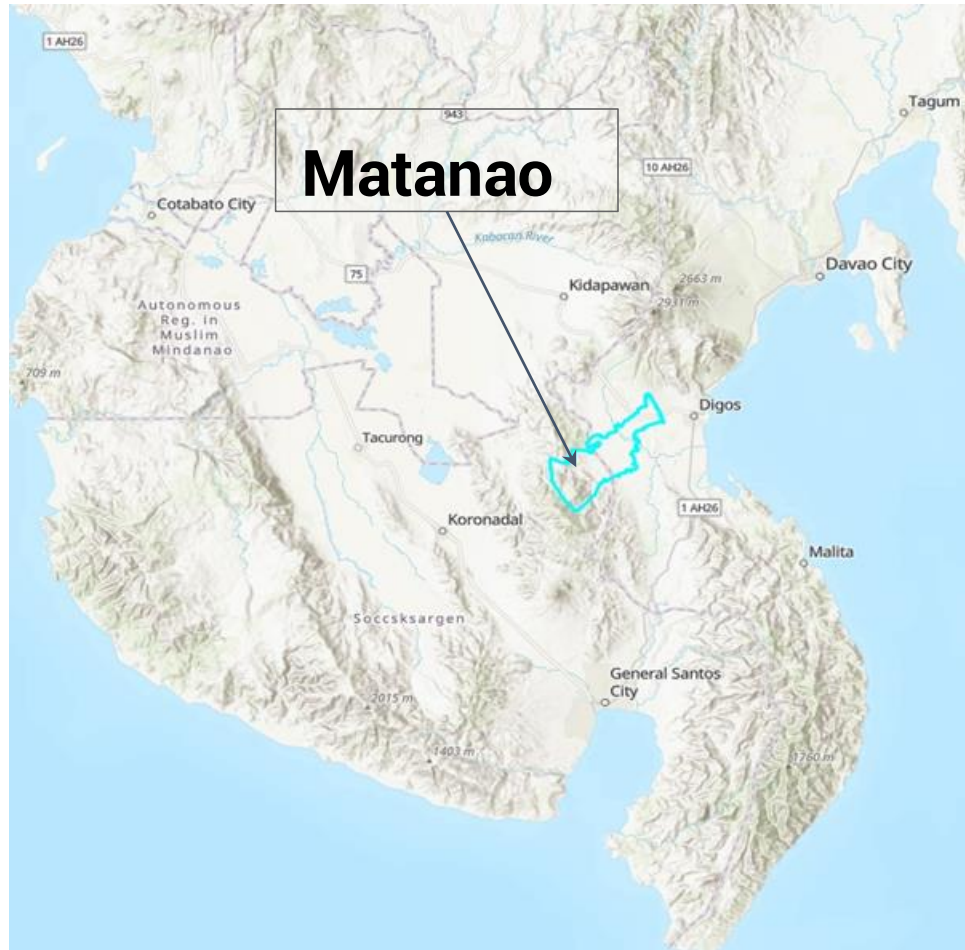 1 AH26
943
Tagum
Matanao
10 AH26
Cotabato City
Kabacan River
Davao City
75
Kidapawan
2663 m
2931 m
Autonomous
Reg. in
Muslim
Mindanao
709 m
Digos
Tacurong
1 AH26
Koronadal
Malita
Soccsksargen
General Santos
City
2015 m
1403 m
1760 m